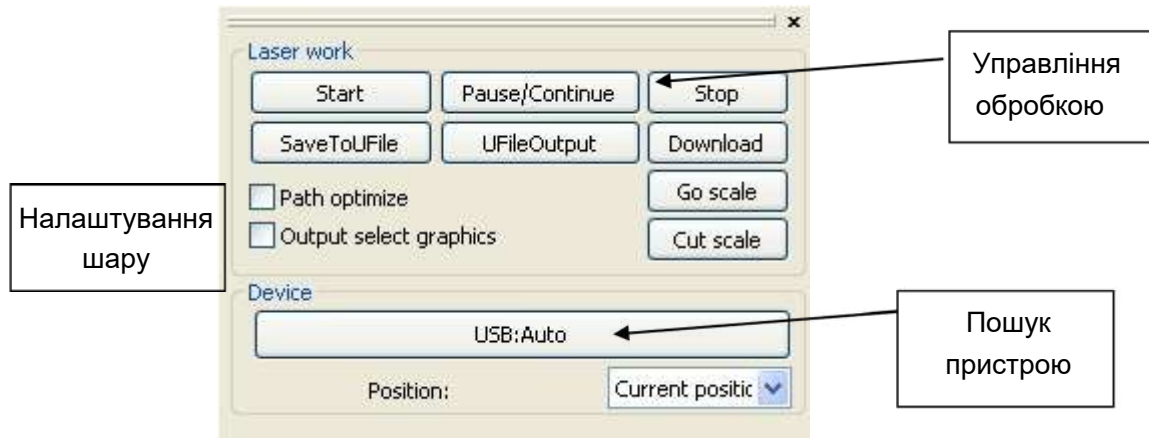 Laser work
Start Pause/Continue Stop
SaveToUFile UFileOutput Download
Path optimize Go scale
Output select graphics Cut scale
Device
USB:Auto
Position: Current positic
Управління
обробкою
Налаштування
шару
Пошук
пристрою